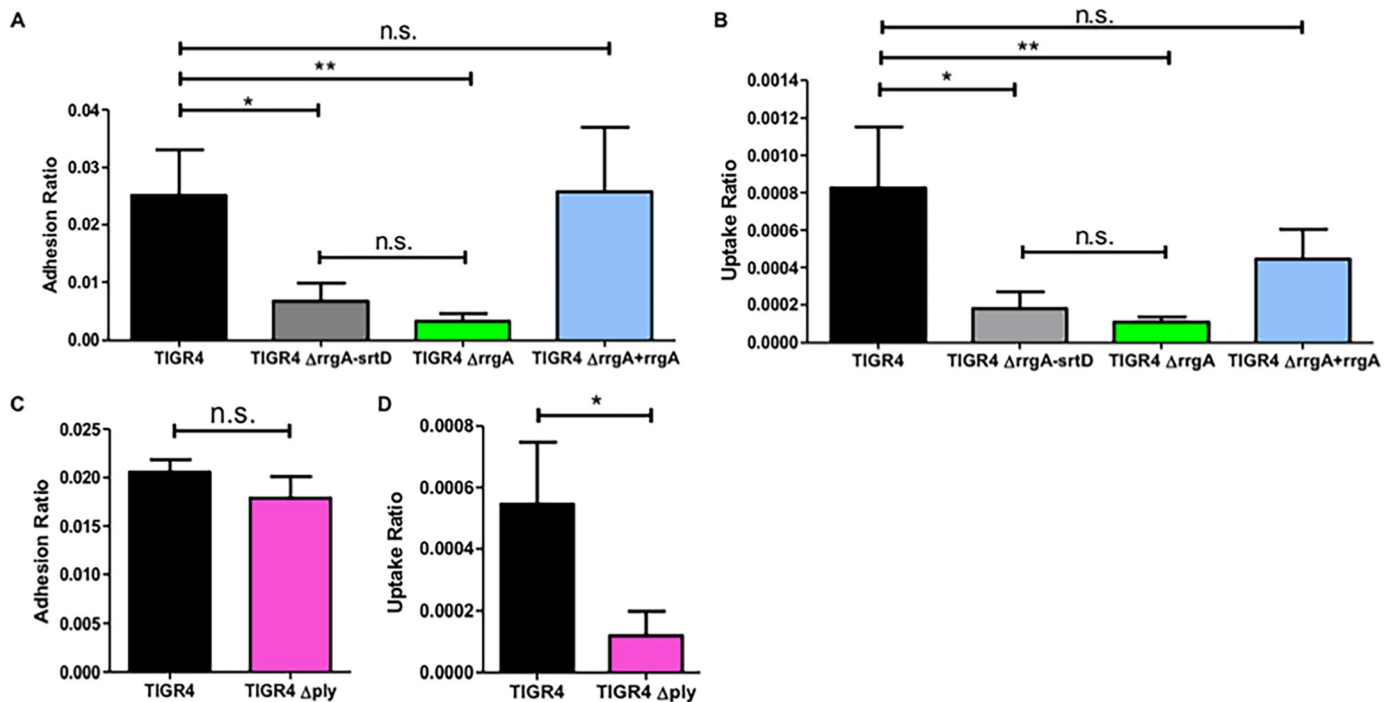 A
n.s.
**
*
n.s.
Adhesion Ratio
0.04
0.03
0.02
0.01
0.00
TIGR4
TIGR4 ΔrrgA-srtD
TIGR4 ΔrrgA
TIGR4 ΔrrgA+rrgA
B
n.s.
**
*
n.s.
Uptake Ratio
0.0014
0.0012
0.0010
0.0008
0.0006
0.0004
0.0002
0.0000
TIGR4
TIGR4 ΔrrgA-srtD
TIGR4 ΔrrgA
TIGR4 ΔrrgA+rrgA
C
n.s.
Adhesion Ratio
0.025
0.020
0.015
0.010
0.005
0.000
TIGR4
TIGR4 Δply
D
*
Uptake Ratio
0.0008
0.0006
0.0004
0.0002
0.0000
TIGR4
TIGR4 Δply